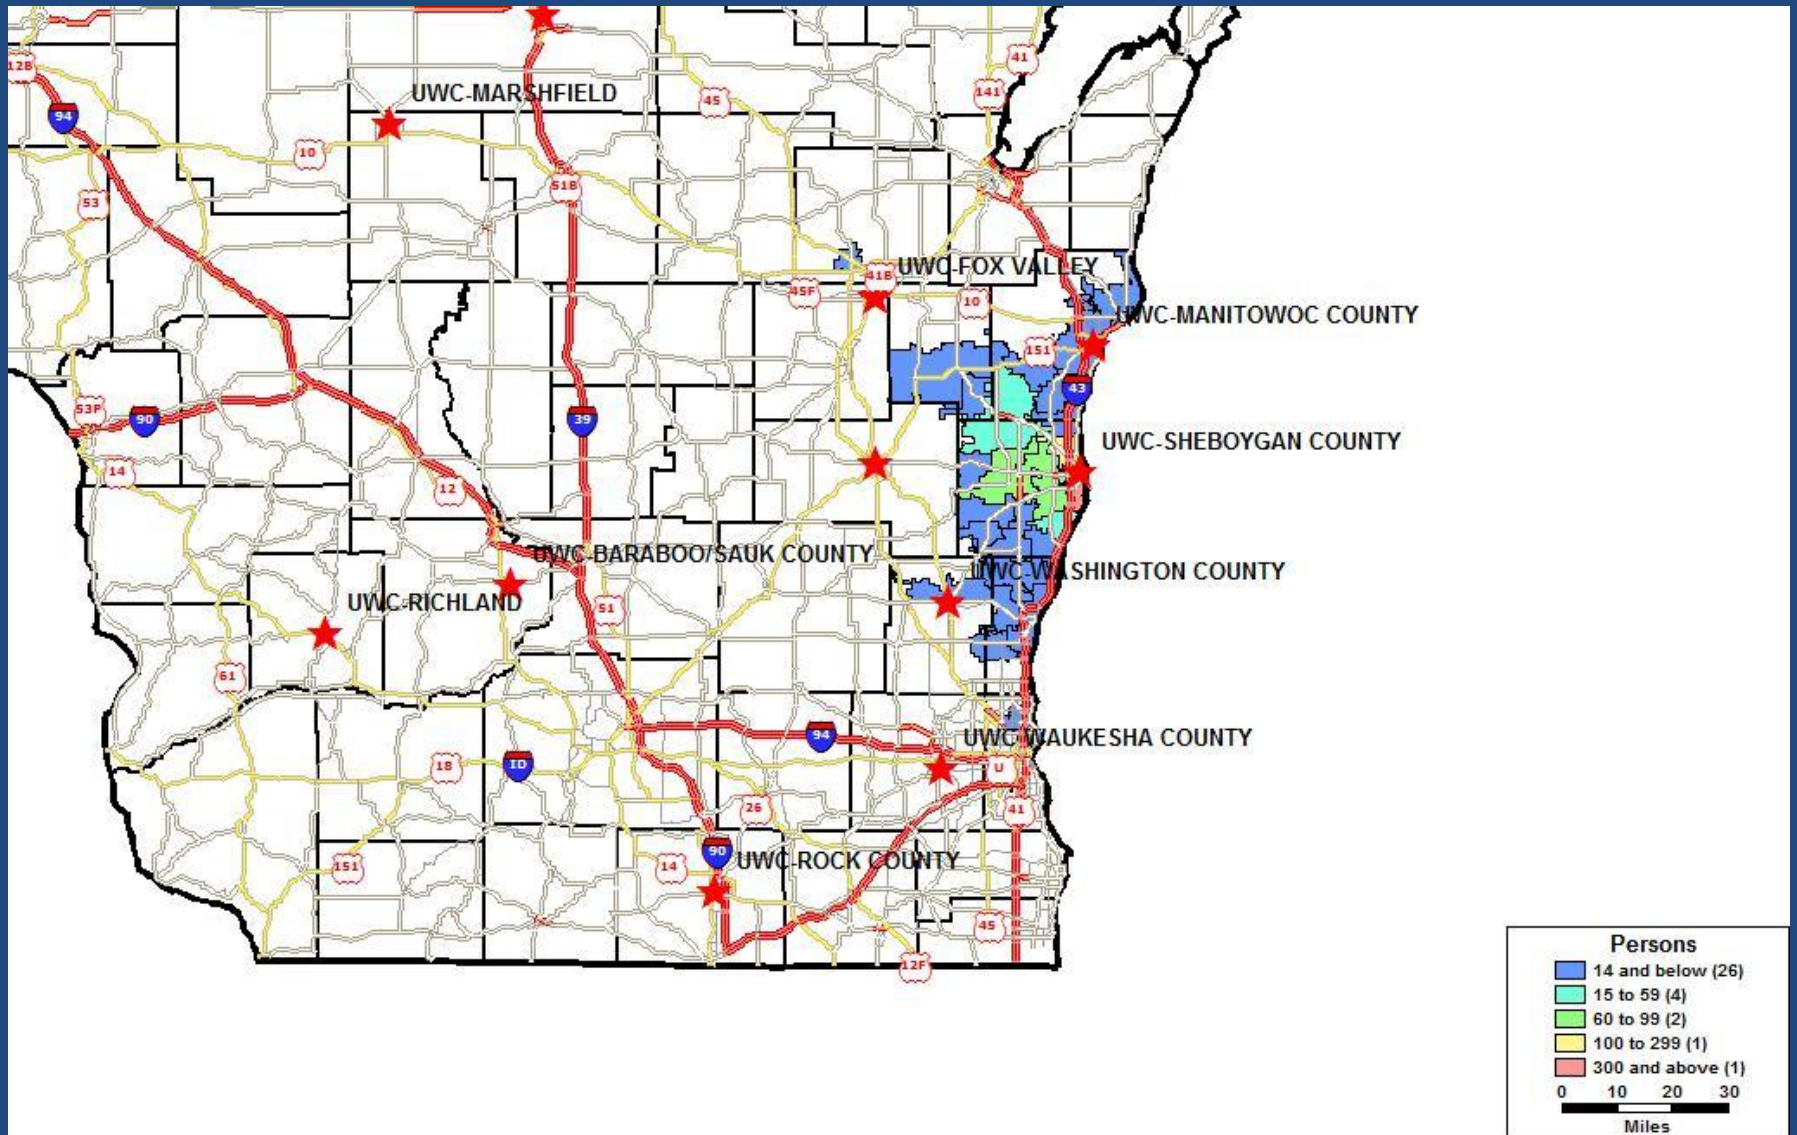 41
12B
141
UWC-MARSHFIELD
45
94
10
51B
53
UWC-FOX VALLEY
41B
45F
10
UWC-MANITOWOC COUNTY
151
43
53P
90
39
UWC-SHEBOYGAN COUNTY
14
12
UWC-BARABOO/SAUK COUNTY
UWC-WASHINGTON COUNTY
UWC-RICHLAND
51
61
UWC-WAUKESHA COUNTY
94
18
ID
U
26
41
90
UWC-ROCK COUNTY
151
14
45
12F
Persons
14 and below (26)
15 to 59 (4)
60 to 99 (2)
100 to 299 (1)
300 and above (1)
0 10 20 30
Miles